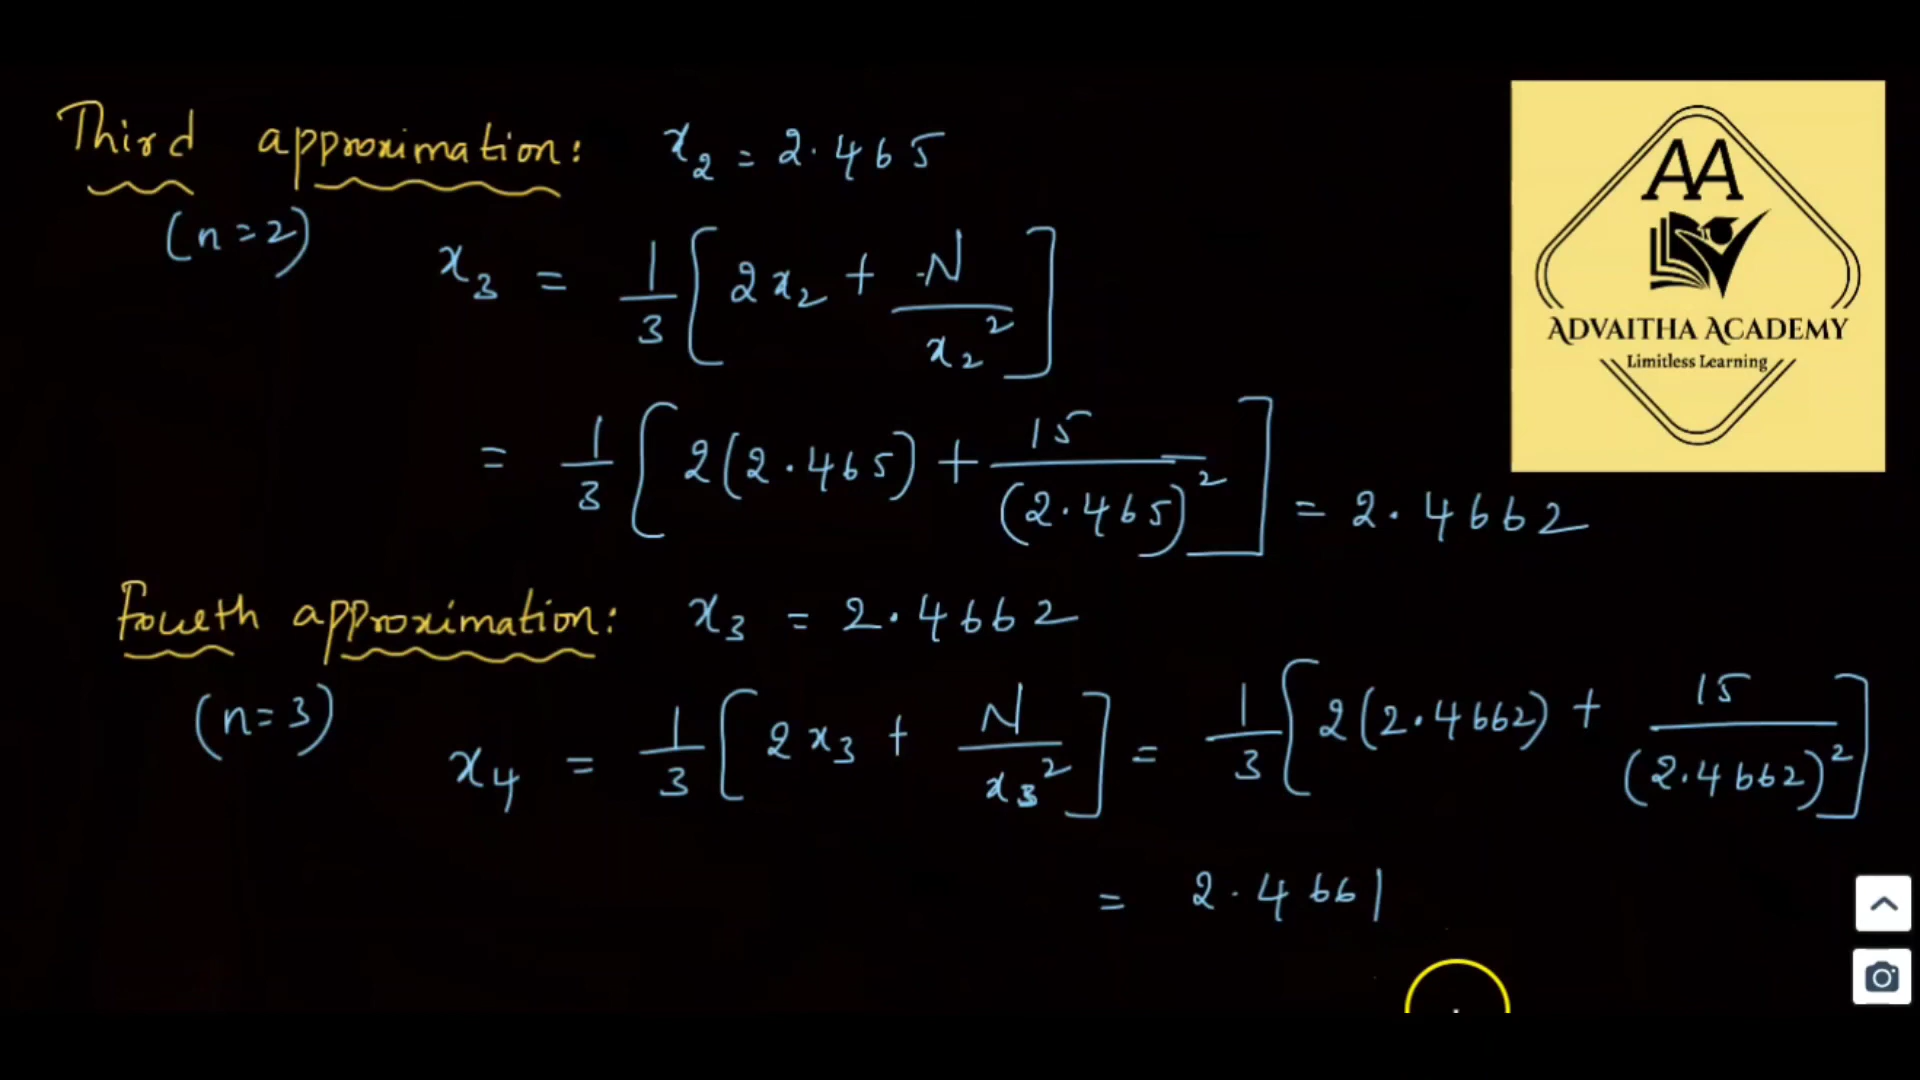 Third approximation: x₂ = 2.465
(n=2)
x₃ = 1/3 [2x₂ + N/x₂²]
= 1/3 [2(2.465) + 15/(2.465)²] = 2.4662
Fourth approximation: x₃ = 2.4662
(n=3)
x₄ = 1/3 [2x₃ + N/x₃²] = 1/3 [2(2.4662) + 15/(2.4662)²]
= 2.4661
AA
ADVAITHA ACADEMY
Limitless Learning